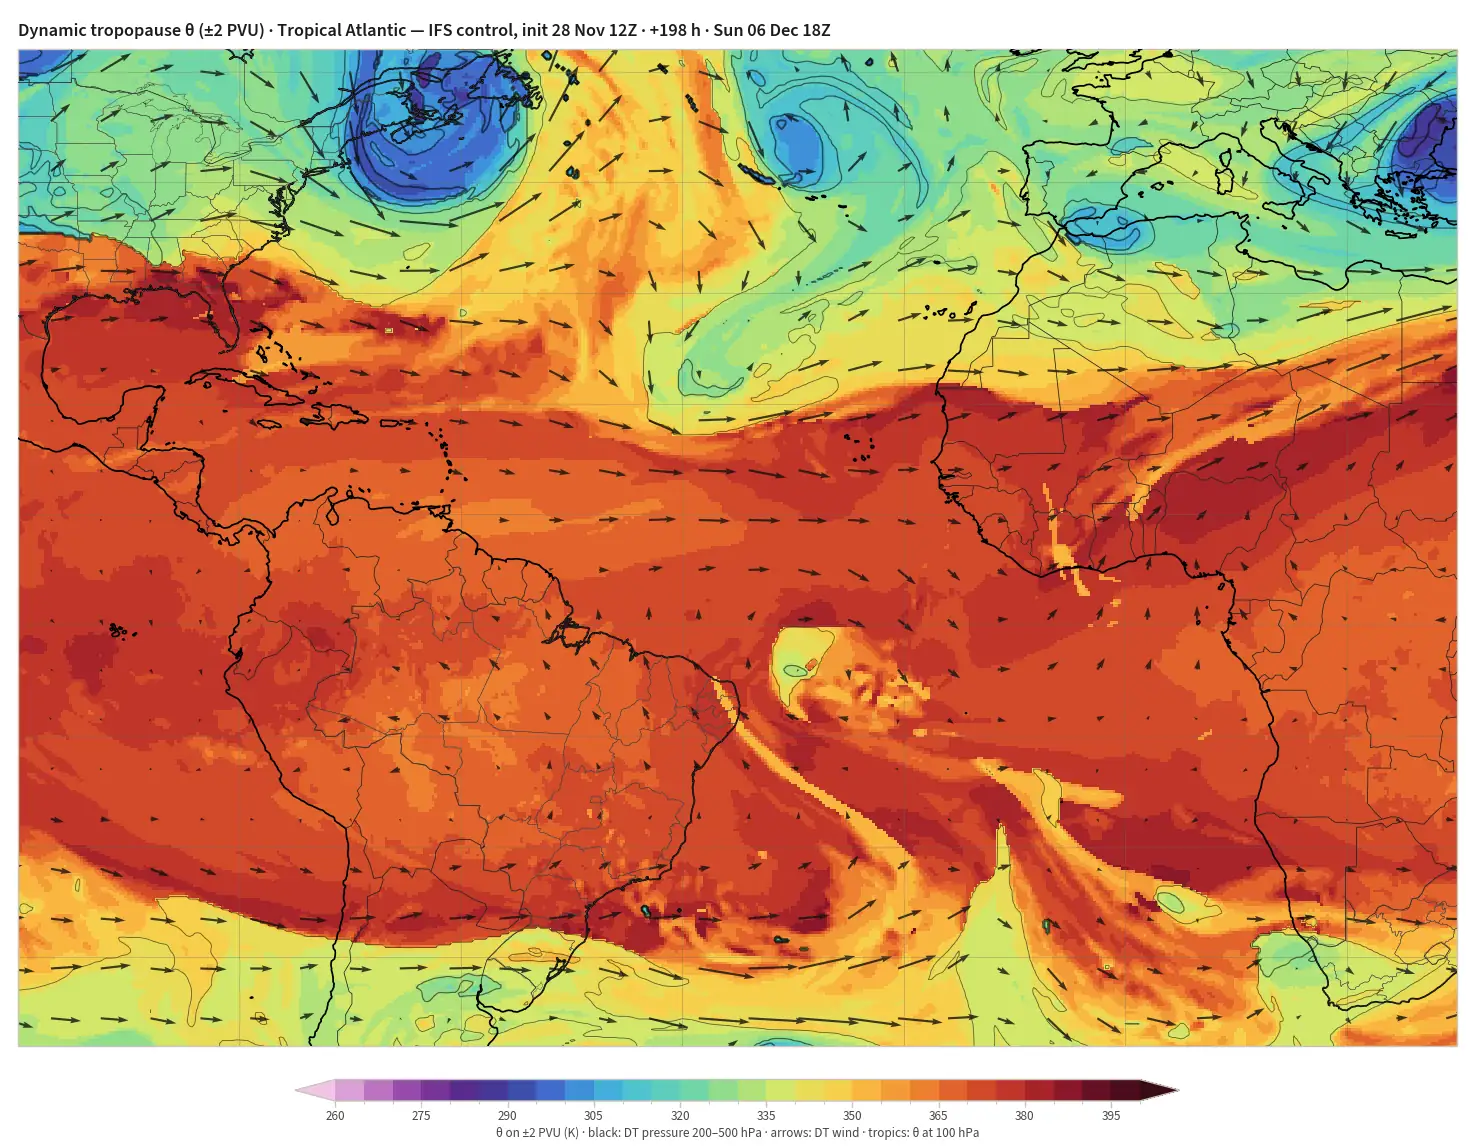 Dynamic tropopause θ (±2 PVU) · Tropical Atlantic — IFS control, init 28 Nov 12Z · +198 h · Sun 06 Dec 18Z
260 275 290 305 320 335 350 365 380 395
θ on ±2 PVU (K) · black: DT pressure 200–500 hPa · arrows: DT wind · tropics: θ at 100 hPa